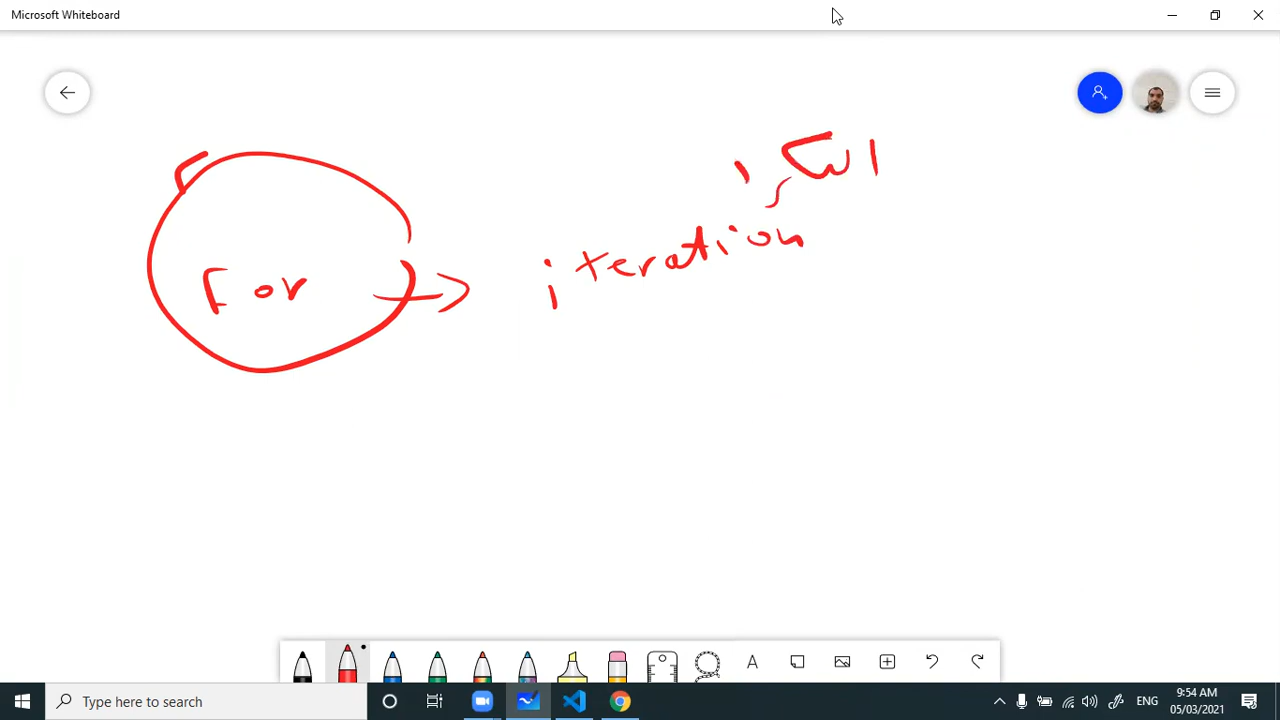 Microsoft Whiteboard
For
iteration
A
Type here to search
ENG
9:54 AM
05/03/2021